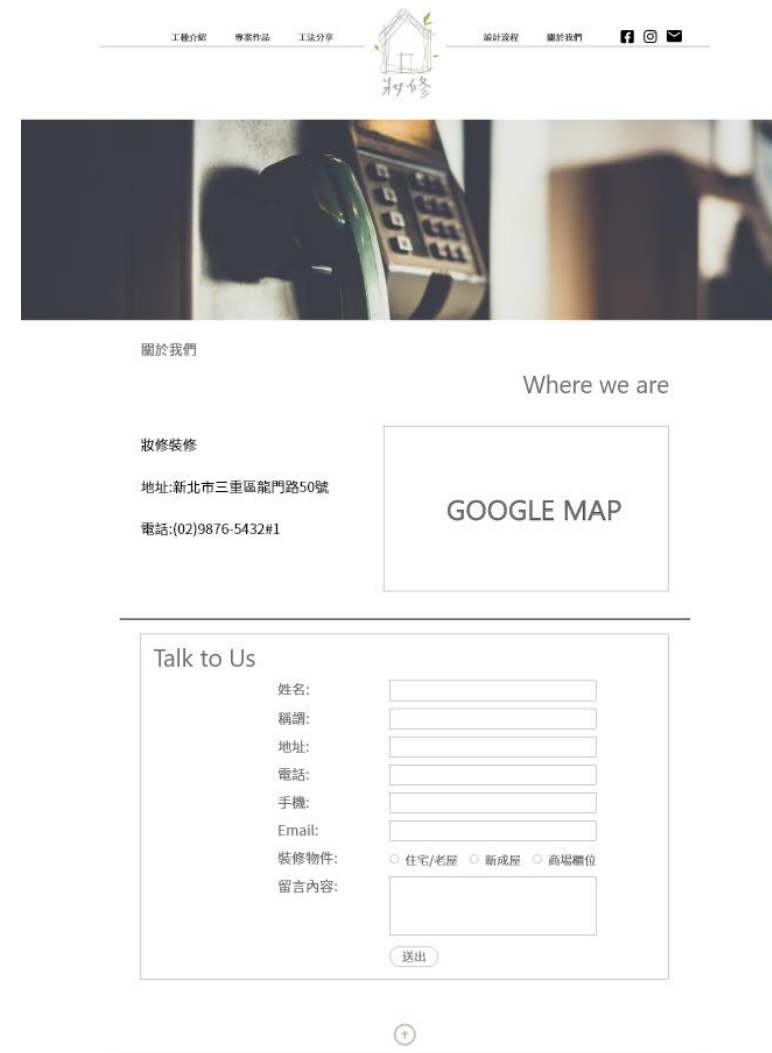 工種介紹 專案作品 工法分享 設計流程 關於我們
妝修
關於我們
Where we are
妝修裝修
地址:新北市三重區龍門路50號
電話:(02)9876-5432#1
GOOGLE MAP
Talk to Us
姓名:
稱謂:
地址:
電話:
手機:
Email:
裝修物件: 住宅/老屋 新成屋 商場櫃位
留言內容:
送出